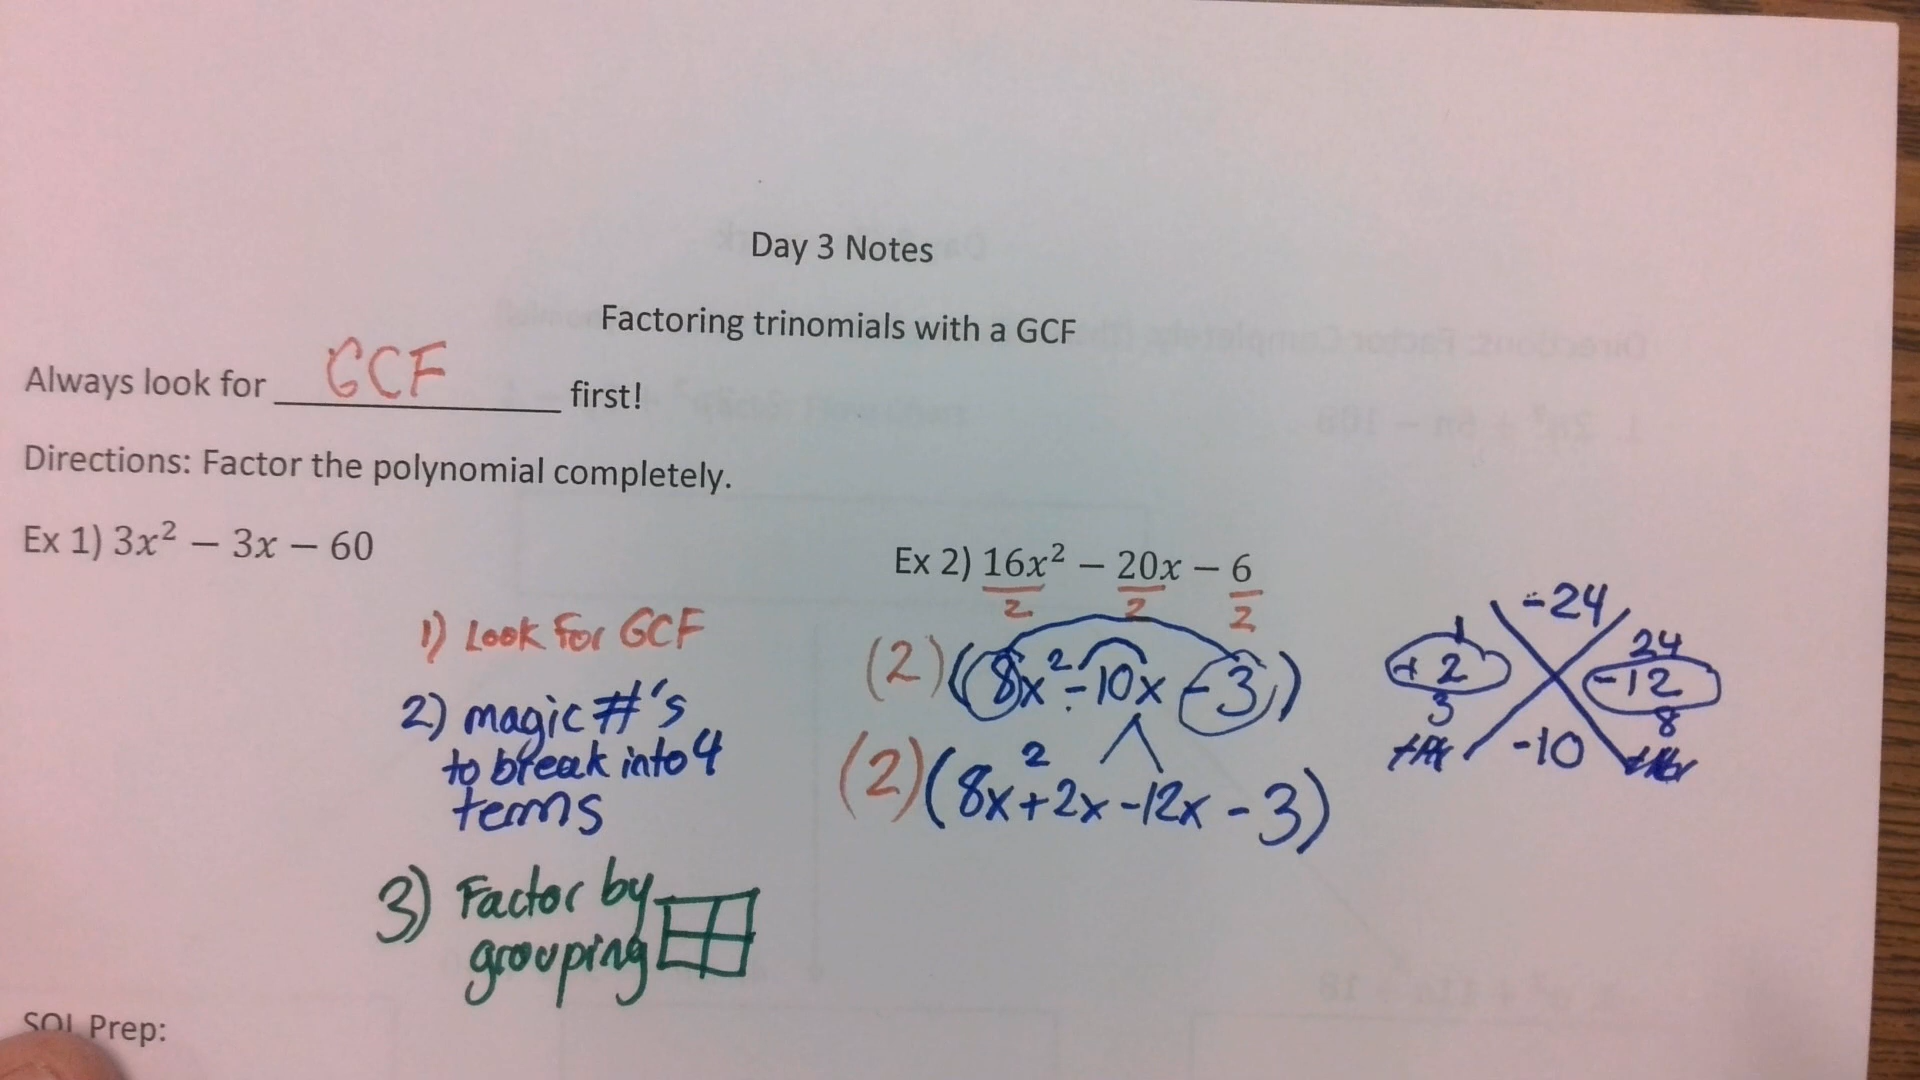 Day 3 Notes
Factoring trinomials with a GCF
Always look for GCF first!
Directions: Factor the polynomial completely.
Ex 1) 3x² − 3x − 60
1) Look for GCF
2) magic #'s
to break into 4
terms
3) Factor by
grouping
Ex 2) 16x² − 20x − 6
2 2 2
(2)(8x² - 10x - 3)
(2)(8x² + 2x - 12x - 3)
-24
1 24
+2 -12
3 8
-10
SOL Prep: